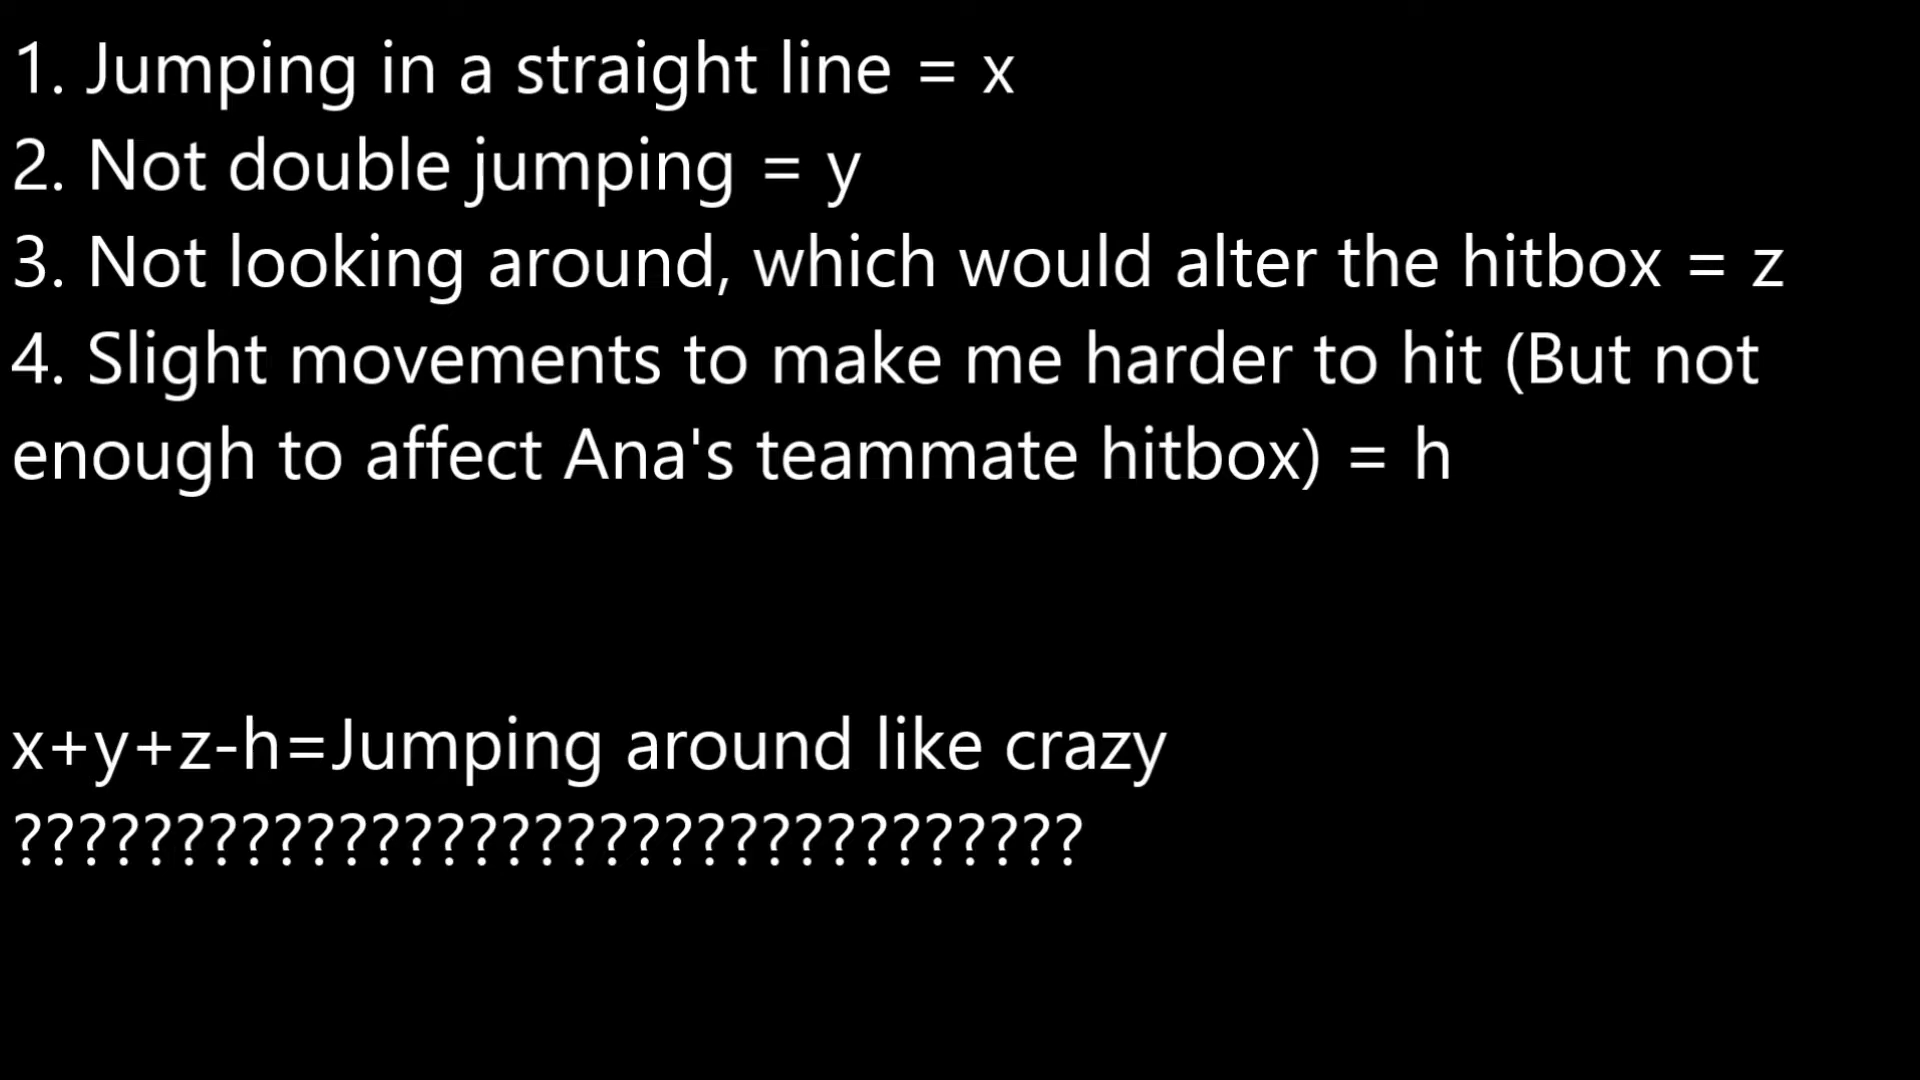 1. Jumping in a straight line = x
2. Not double jumping = y
3. Not looking around, which would alter the hitbox = z
4. Slight movements to make me harder to hit (But not
enough to affect Ana's teammate hitbox) = h
x+y+z-h=Jumping around like crazy
?????????????????????????????????